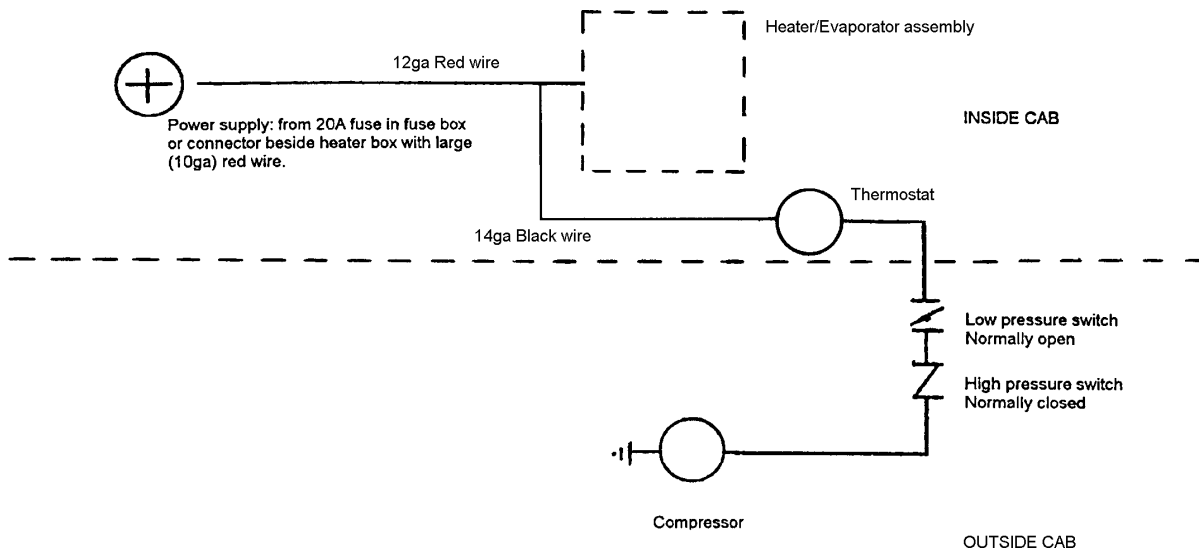 Heater/Evaporator assembly
12ga Red wire
Power supply: from 20A fuse in fuse box
or connector beside heater box with large
(10ga) red wire.
INSIDE CAB
Thermostat
14ga Black wire
Low pressure switch
Normally open
High pressure switch
Normally closed
Compressor
OUTSIDE CAB